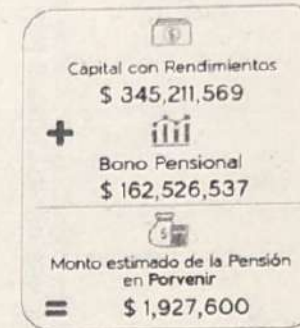 Capital con Rendimientos
$ 345,211,569
+
Bono Pensional
$ 162,526,537
Monto estimado de la Pensión
en Porvenir
= $ 1,927,600